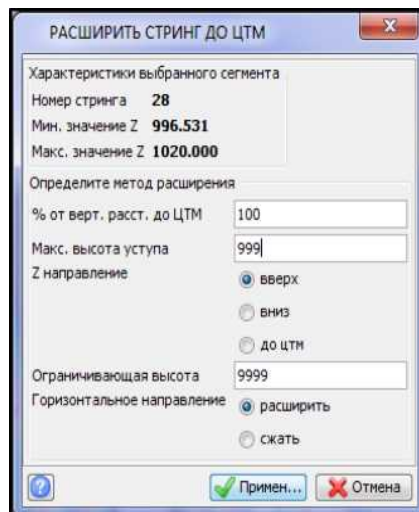 РАСШИРИТЬ СТРИНГ ДО ЦТМ
Характеристики выбранного сегмента
Номер стринга 28
Мин. значение Z 996.531
Макс. значение Z 1020.000
Определите метод расширения
% от верт. расст. до ЦТМ 100
Макс. высота уступа 999
Z направление вверх
вниз
до цтм
Ограничивающая высота 9999
Горизонтальное направление расширить
сжать
Примен... Отмена